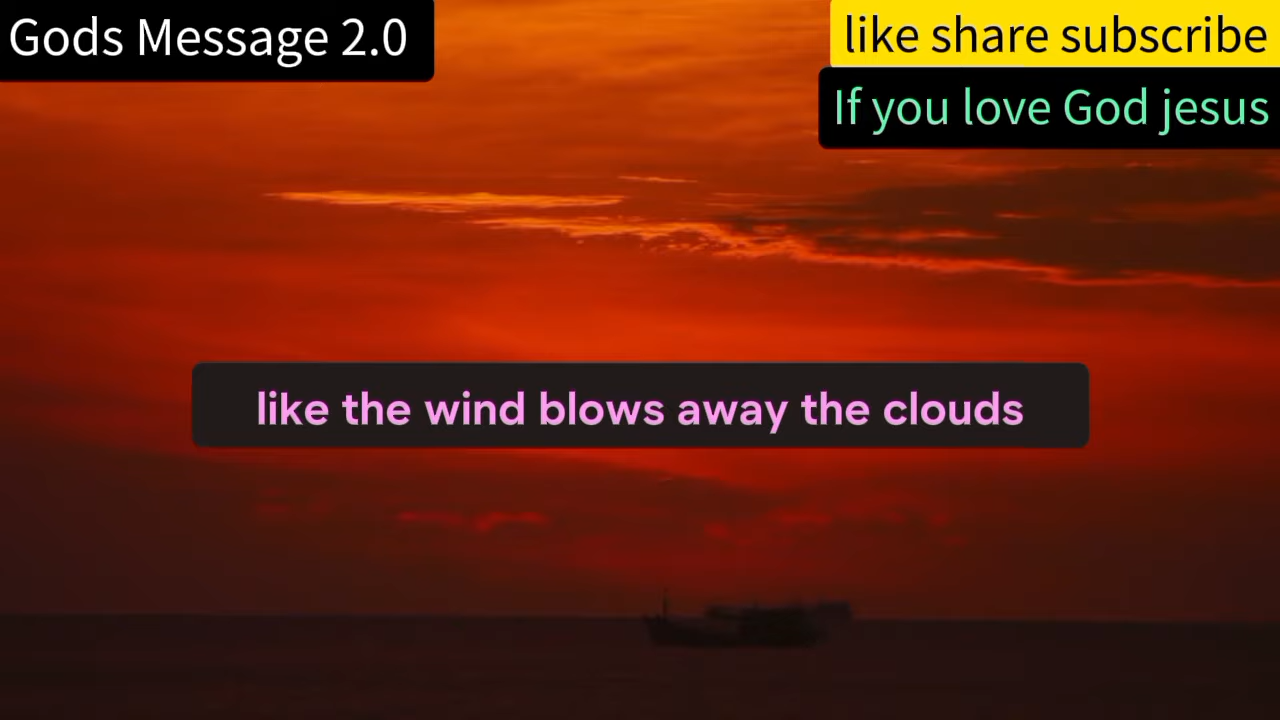 Gods Message 2.0
like share subscribe
If you love God jesus
like the wind blows away the clouds